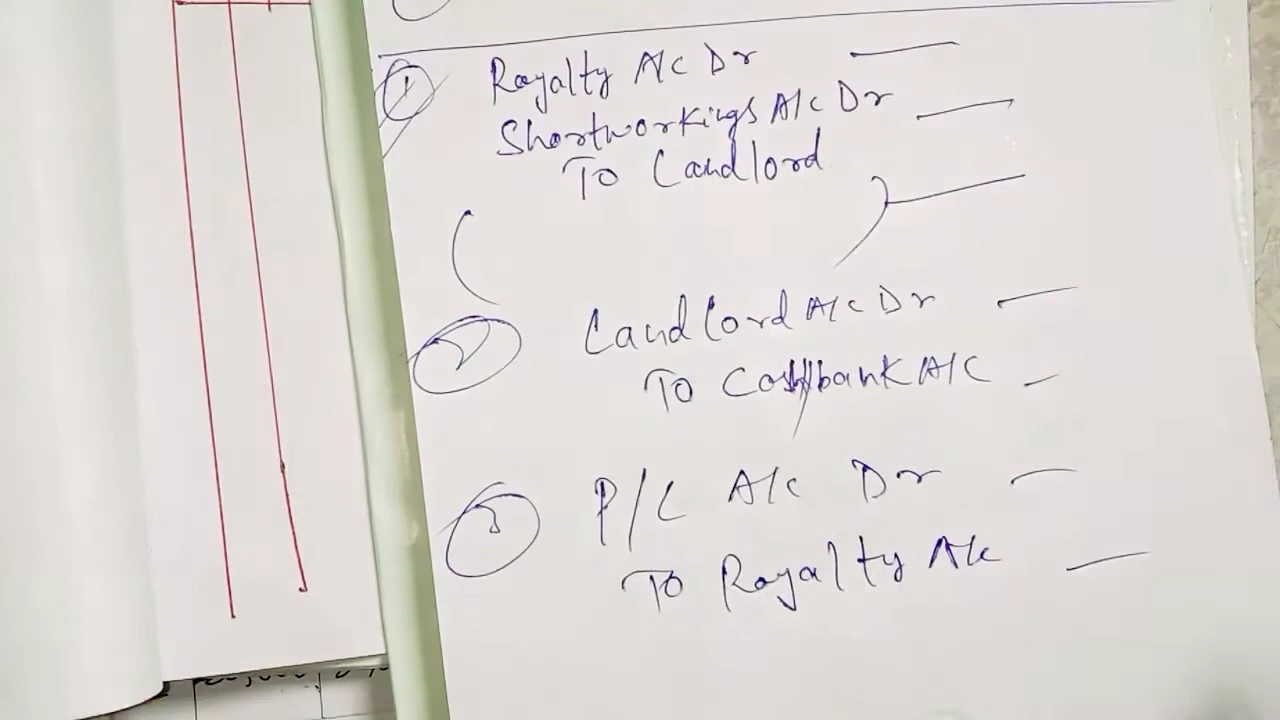 1 Royalty A/c Dr
Shortworkings A/c Dr
To Landlord
2 Landlord A/c Dr
To Cash/bank A/C
3 P/L A/c Dr
To Royalty A/c